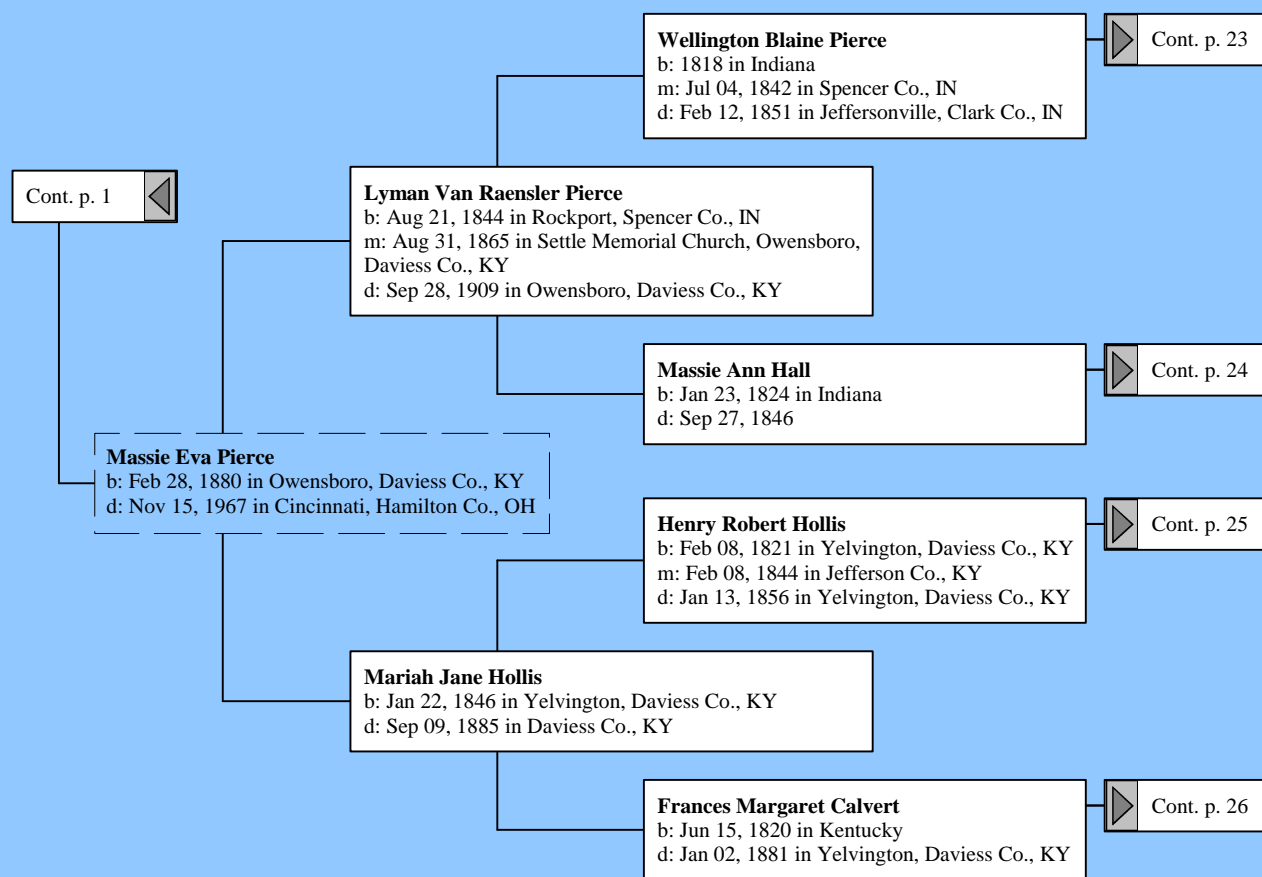 Wellington Blaine Pierce
b: 1818 in Indiana
m: Jul 04, 1842 in Spencer Co., IN
d: Feb 12, 1851 in Jeffersonville, Clark Co., IN
Cont. p. 23
Cont. p. 1
Lyman Van Raensler Pierce
b: Aug 21, 1844 in Rockport, Spencer Co., IN
m: Aug 31, 1865 in Settle Memorial Church, Owensboro,
Daviess Co., KY
d: Sep 28, 1909 in Owensboro, Daviess Co., KY
Massie Ann Hall
b: Jan 23, 1824 in Indiana
d: Sep 27, 1846
Cont. p. 24
Massie Eva Pierce
b: Feb 28, 1880 in Owensboro, Daviess Co., KY
d: Nov 15, 1967 in Cincinnati, Hamilton Co., OH
Henry Robert Hollis
b: Feb 08, 1821 in Yelvington, Daviess Co., KY
m: Feb 08, 1844 in Jefferson Co., KY
d: Jan 13, 1856 in Yelvington, Daviess Co., KY
Cont. p. 25
Mariah Jane Hollis
b: Jan 22, 1846 in Yelvington, Daviess Co., KY
d: Sep 09, 1885 in Daviess Co., KY
Frances Margaret Calvert
b: Jun 15, 1820 in Kentucky
d: Jan 02, 1881 in Yelvington, Daviess Co., KY
Cont. p. 26